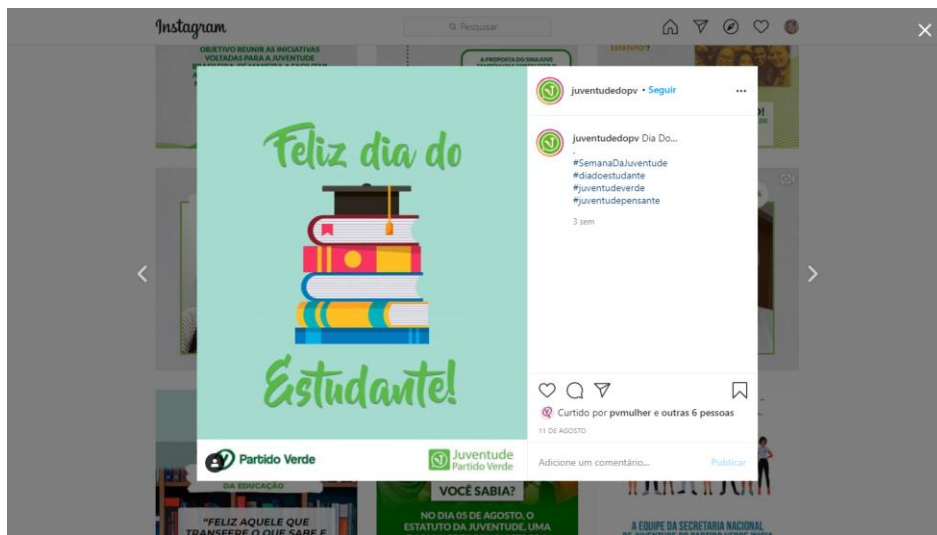 Instagram
Pesquisar
OBJETIVO REUNIR AS INICIATIVAS
VOLTADAS PARA A JUVENTUDE
A PROPOSTA DO SINAJUVE
ESTATUTO"?
Feliz dia do
Estudante!
Partido Verde
Juventude
Partido Verde
juventudedopv • Seguir
juventudedopv Dia Do...
.
#SemanaDaJuventude
#diadoestudante
#juventudeverde
#juventudepensante
3 sem
Curtido por pvmulher e outras 6 pessoas
11 DE AGOSTO
Adicione um comentário...
Publicar
DA EDUCAÇÃO
"FELIZ AQUELE QUE
TRANSFERE O QUE SABE E
VOCÊ SABIA?
NO DIA 05 DE AGOSTO, O
ESTATUTO DA JUVENTUDE, UMA
A EQUIPE DA SECRETARIA NACIONAL